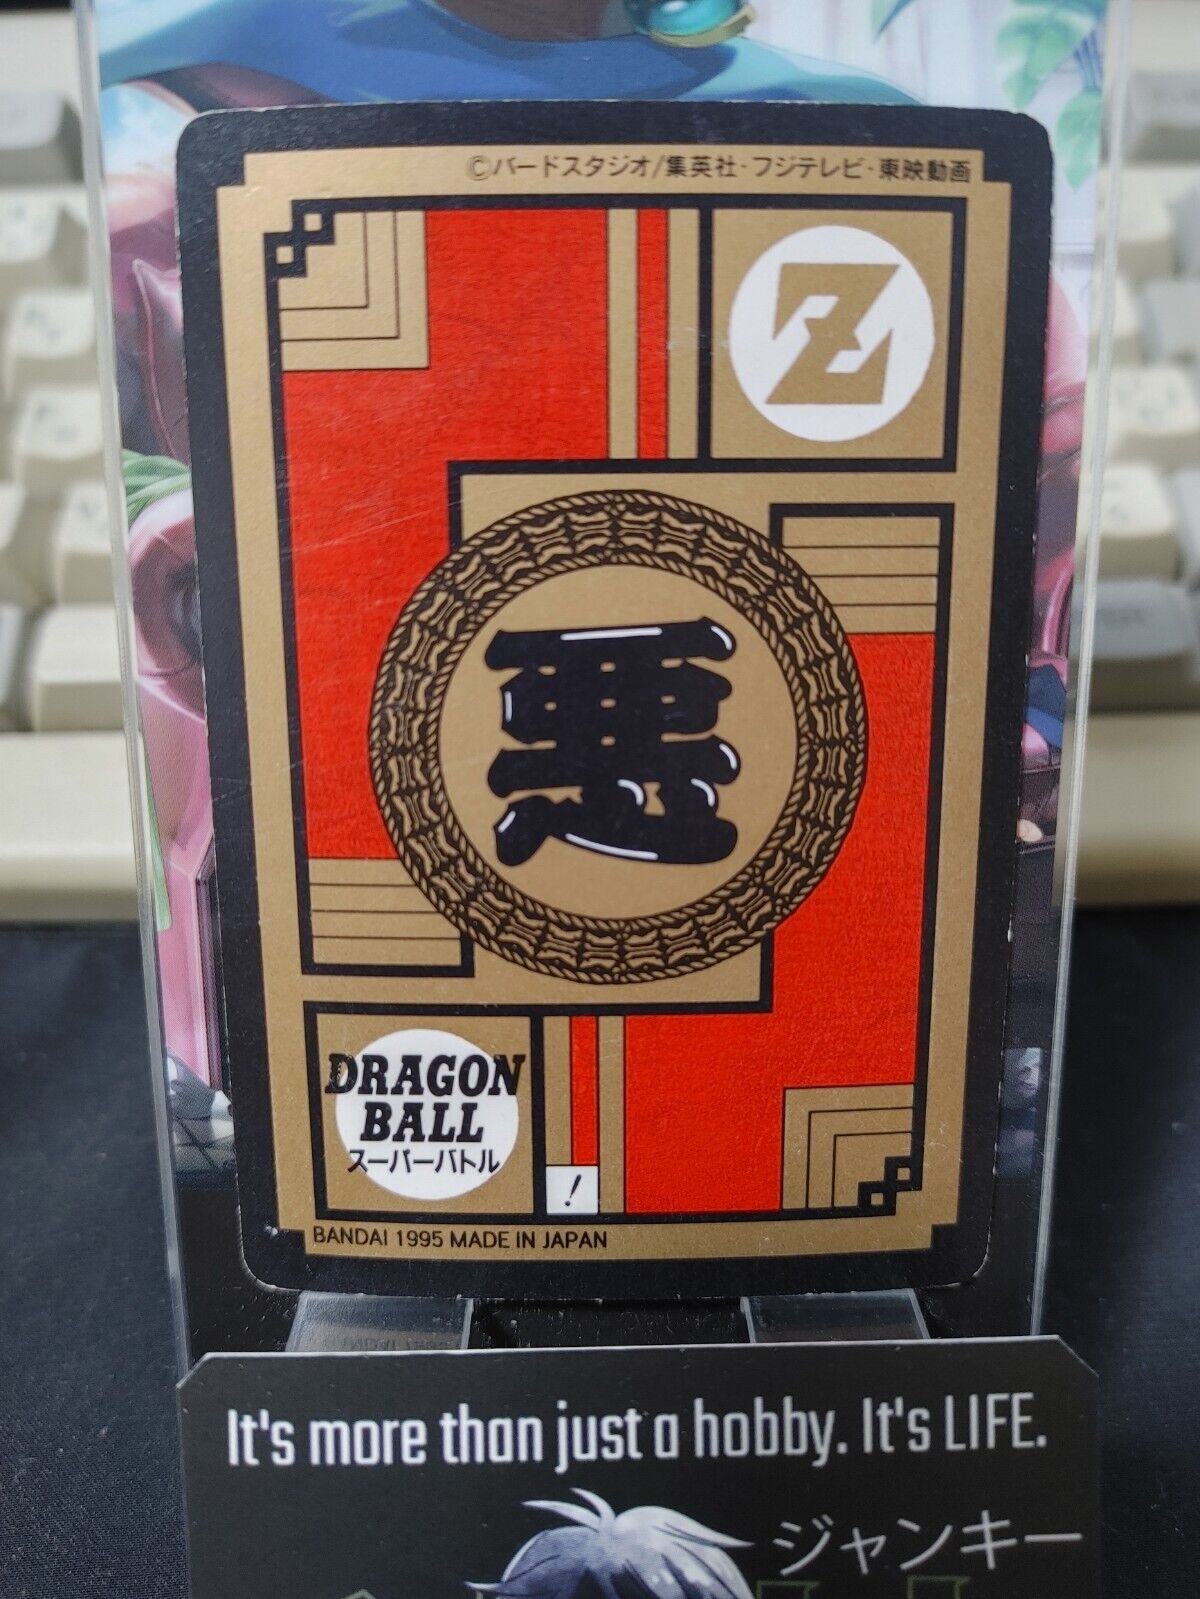 ©バードスタジオ/集英社・フジテレビ・東映動画
Z
悪
DRAGON
BALL
スーパーバトル
!
BANDAI 1995 MADE IN JAPAN
It's more than just a hobby. It's LIFE.
ジャンキー